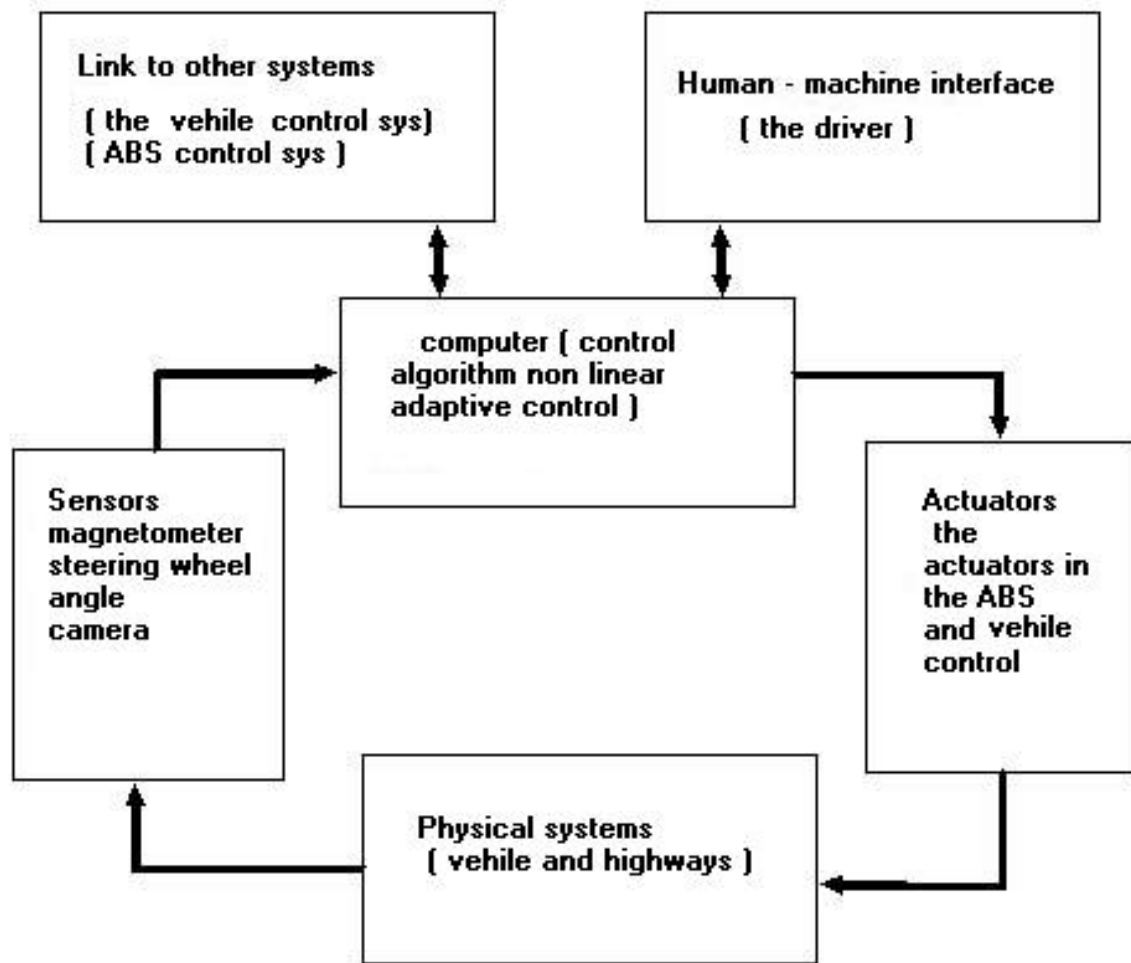 Link to other systems
( the vehile control sys)
( ABS control sys )
Human - machine interface
( the driver )
computer ( control
algorithm non linear
adaptive control )
Sensors
magnetometer
steering wheel
angle
camera
Actuators
the
actuators in
the ABS
and vehile
control
Physical systems
( vehile and highways )